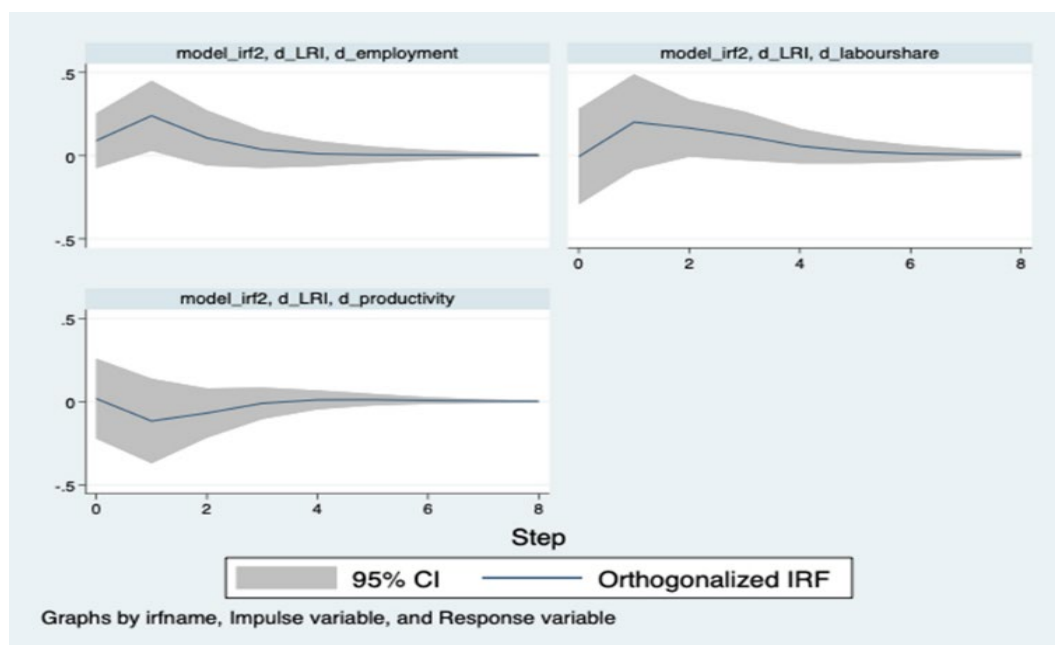 model_irf2, d_LRI, d_employment
model_irf2, d_LRI, d_labourshare
.5
0
-.5
0 2 4 6 8
model_irf2, d_LRI, d_productivity
.5
0
-.5
0 2 4 6 8
Step
95% CI Orthogonalized IRF
Graphs by irfname, Impulse variable, and Response variable